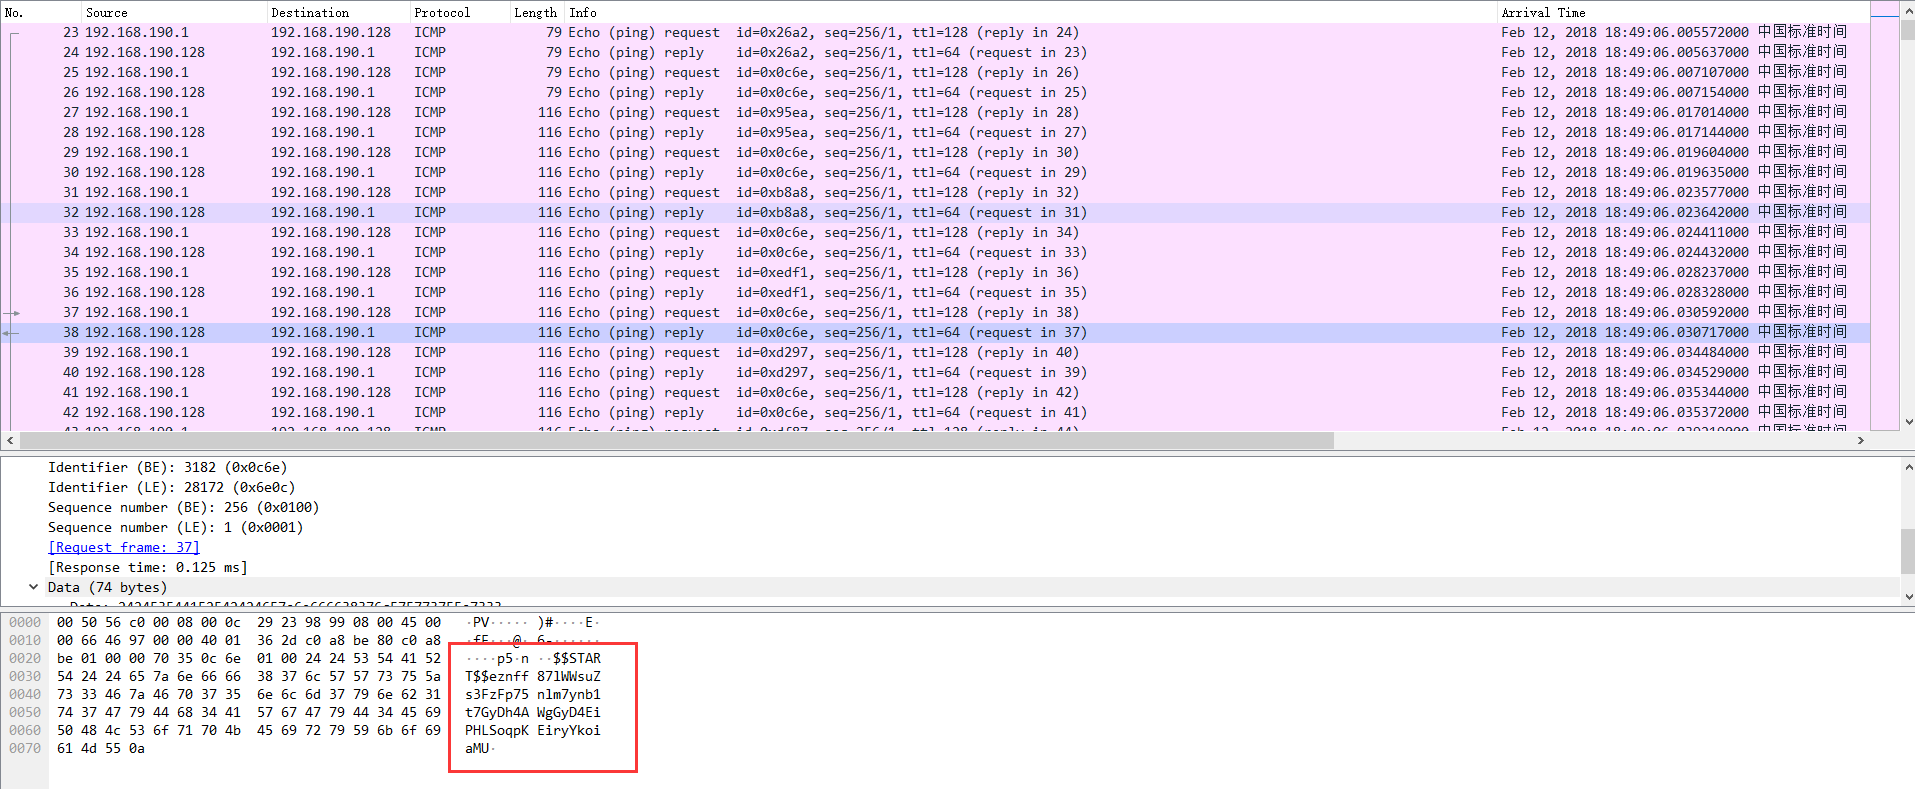 No. Source Destination Protocol Length Info Arrival Time
23 192.168.190.1 192.168.190.128 ICMP 79 Echo (ping) request id=0x26a2, seq=256/1, ttl=128 (reply in 24) Feb 12, 2018 18:49:06.005572000 中国标准时间
24 192.168.190.128 192.168.190.1 ICMP 79 Echo (ping) reply id=0x26a2, seq=256/1, ttl=64 (request in 23) Feb 12, 2018 18:49:06.005637000 中国标准时间
25 192.168.190.1 192.168.190.128 ICMP 79 Echo (ping) request id=0x0c6e, seq=256/1, ttl=128 (reply in 26) Feb 12, 2018 18:49:06.007107000 中国标准时间
26 192.168.190.128 192.168.190.1 ICMP 79 Echo (ping) reply id=0x0c6e, seq=256/1, ttl=64 (request in 25) Feb 12, 2018 18:49:06.007154000 中国标准时间
27 192.168.190.1 192.168.190.128 ICMP 116 Echo (ping) request id=0x95ea, seq=256/1, ttl=128 (reply in 28) Feb 12, 2018 18:49:06.017014000 中国标准时间
28 192.168.190.128 192.168.190.1 ICMP 116 Echo (ping) reply id=0x95ea, seq=256/1, ttl=64 (request in 27) Feb 12, 2018 18:49:06.017144000 中国标准时间
29 192.168.190.1 192.168.190.128 ICMP 116 Echo (ping) request id=0x0c6e, seq=256/1, ttl=128 (reply in 30) Feb 12, 2018 18:49:06.019604000 中国标准时间
30 192.168.190.128 192.168.190.1 ICMP 116 Echo (ping) reply id=0x0c6e, seq=256/1, ttl=64 (request in 29) Feb 12, 2018 18:49:06.019635000 中国标准时间
31 192.168.190.1 192.168.190.128 ICMP 116 Echo (ping) request id=0xb8a8, seq=256/1, ttl=128 (reply in 32) Feb 12, 2018 18:49:06.023577000 中国标准时间
32 192.168.190.128 192.168.190.1 ICMP 116 Echo (ping) reply id=0xb8a8, seq=256/1, ttl=64 (request in 31) Feb 12, 2018 18:49:06.023642000 中国标准时间
33 192.168.190.1 192.168.190.128 ICMP 116 Echo (ping) request id=0x0c6e, seq=256/1, ttl=128 (reply in 34) Feb 12, 2018 18:49:06.024411000 中国标准时间
34 192.168.190.128 192.168.190.1 ICMP 116 Echo (ping) reply id=0x0c6e, seq=256/1, ttl=64 (request in 33) Feb 12, 2018 18:49:06.024432000 中国标准时间
35 192.168.190.1 192.168.190.128 ICMP 116 Echo (ping) request id=0xedf1, seq=256/1, ttl=128 (reply in 36) Feb 12, 2018 18:49:06.028237000 中国标准时间
36 192.168.190.128 192.168.190.1 ICMP 116 Echo (ping) reply id=0xedf1, seq=256/1, ttl=64 (request in 35) Feb 12, 2018 18:49:06.028328000 中国标准时间
37 192.168.190.1 192.168.190.128 ICMP 116 Echo (ping) request id=0x0c6e, seq=256/1, ttl=128 (reply in 38) Feb 12, 2018 18:49:06.030592000 中国标准时间
38 192.168.190.128 192.168.190.1 ICMP 116 Echo (ping) reply id=0x0c6e, seq=256/1, ttl=64 (request in 37) Feb 12, 2018 18:49:06.030717000 中国标准时间
39 192.168.190.1 192.168.190.128 ICMP 116 Echo (ping) request id=0xd297, seq=256/1, ttl=128 (reply in 40) Feb 12, 2018 18:49:06.034484000 中国标准时间
40 192.168.190.128 192.168.190.1 ICMP 116 Echo (ping) reply id=0xd297, seq=256/1, ttl=64 (request in 39) Feb 12, 2018 18:49:06.034529000 中国标准时间
41 192.168.190.1 192.168.190.128 ICMP 116 Echo (ping) request id=0x0c6e, seq=256/1, ttl=128 (reply in 42) Feb 12, 2018 18:49:06.035344000 中国标准时间
42 192.168.190.128 192.168.190.1 ICMP 116 Echo (ping) reply id=0x0c6e, seq=256/1, ttl=64 (request in 41) Feb 12, 2018 18:49:06.035372000 中国标准时间
Identifier (BE): 3182 (0x0c6e)
Identifier (LE): 28172 (0x6e0c)
Sequence number (BE): 256 (0x0100)
Sequence number (LE): 1 (0x0001)
[Request frame: 37]
[Response time: 0.125 ms]
Data (74 bytes)
0000 00 50 56 c0 00 08 00 0c 29 23 98 99 08 00 45 00 ·PV····· )#····E·
0010 00 66 46 97 00 00 40 01 36 2d c0 a8 be 80 c0 a8 ·fF···@· 6-······
0020 be 01 00 00 70 35 0c 6e 01 00 24 24 53 54 41 52 ····p5·n ··$$STAR
0030 54 24 24 65 7a 6e 66 66 38 37 6c 57 57 73 75 5a T$$eznff 87lWWsuZ
0040 73 33 46 7a 46 70 37 35 6e 6c 6d 37 79 6e 62 31 s3FzFp75 nlm7ynb1
0050 74 37 47 79 44 68 34 41 57 67 47 79 44 34 45 69 t7GyDh4A WgGyD4Ei
0060 50 48 4c 53 6f 71 70 4b 45 69 72 79 59 6b 6f 69 PHLSoqpK EiryYkoi
0070 61 4d 55 0a aMU·